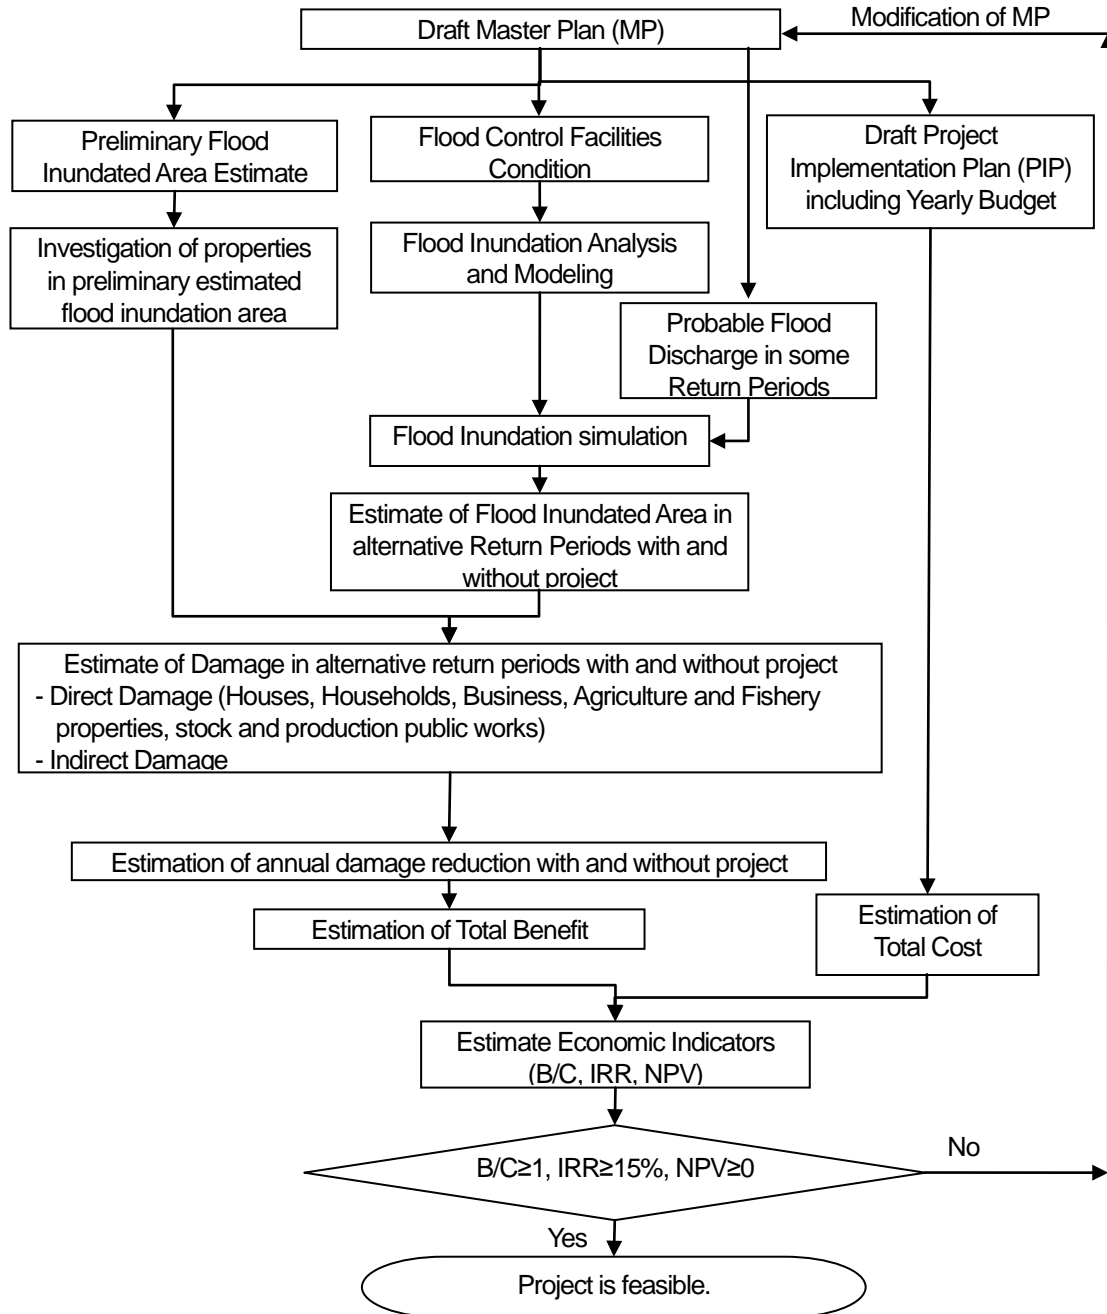 Draft Master Plan (MP)
Modification of MP
Preliminary Flood
Inundated Area Estimate
Flood Control Facilities
Condition
Draft Project
Implementation Plan (PIP)
including Yearly Budget
Investigation of properties
in preliminary estimated
flood inundation area
Flood Inundation Analysis
and Modeling
Probable Flood
Discharge in some
Return Periods
Flood Inundation simulation
Estimate of Flood Inundated Area in
alternative Return Periods with and
without project
Estimate of Damage in alternative return periods with and without project
- Direct Damage (Houses, Households, Business, Agriculture and Fishery
properties, stock and production public works)
- Indirect Damage
Estimation of annual damage reduction with and without project
Estimation of Total Benefit
Estimation of
Total Cost
Estimate Economic Indicators
(B/C, IRR, NPV)
B/C≥1, IRR≥15%, NPV≥0
No
Yes
Project is feasible.